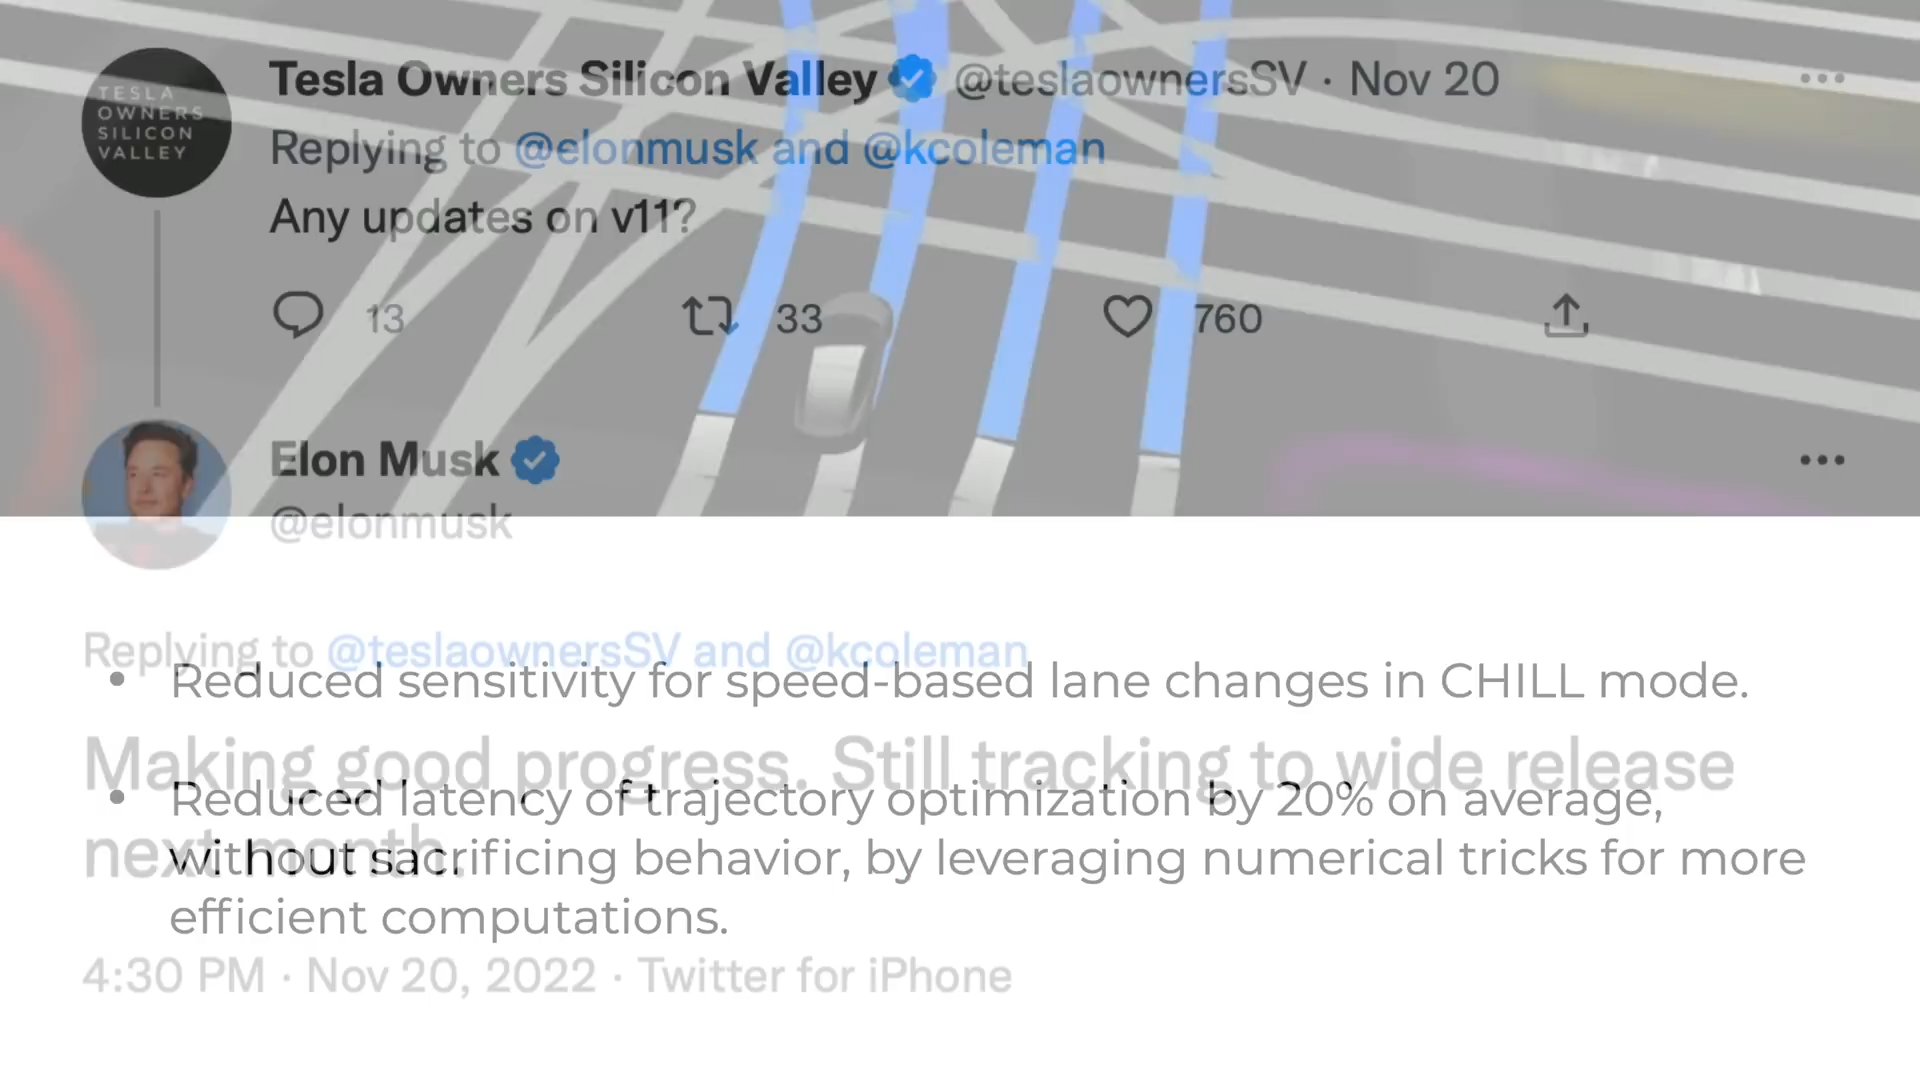 TESLA
OWNERS
SILICON
VALLEY
Tesla Owners Silicon Valley @teslaownersSV · Nov 20
Replying to @elonmusk and @kcoleman
Any updates on v11?
13 33 760
Elon Musk
@elonmusk
Replying to @teslaownersSV and @kcoleman
• Reduced sensitivity for speed-based lane changes in CHILL mode.
Making good progress. Still tracking to wide release
• Reduced latency of trajectory optimization by 20% on average,
next month.
without sacrificing behavior, by leveraging numerical tricks for more
efficient computations.
4:30 PM · Nov 20, 2022 · Twitter for iPhone